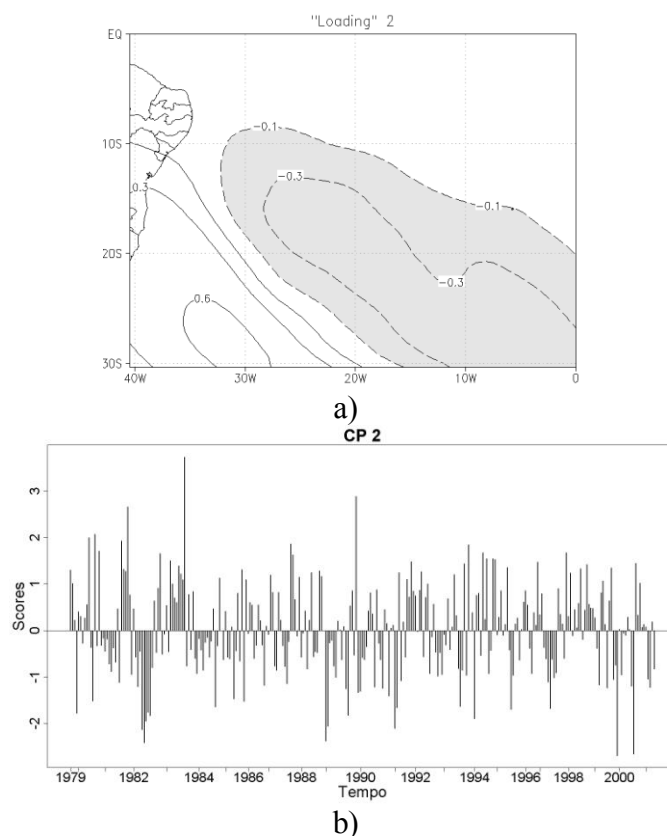 "Loading" 2
EQ
10S
20S
30S
40W
30W
20W
10W
0
-0.1
-0.3
-0.1
-0.3
0.3
0.6
a)
CP 2
Scores
3
2
1
0
-1
-2
1979 1982 1984 1986 1988 1990 1992 1994 1996 1998 2000
Tempo
b)